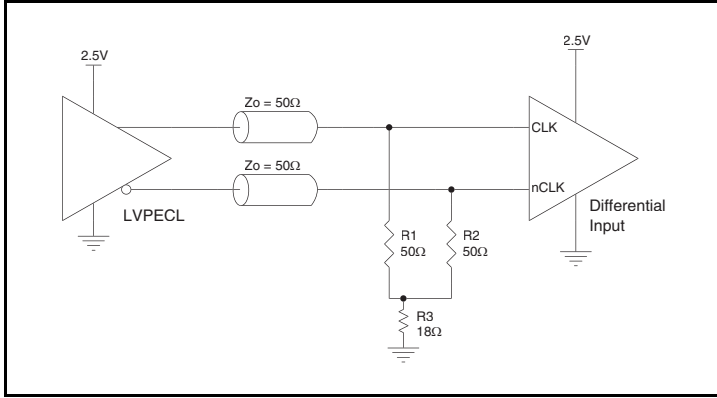 2.5V
2.5V
Zo = 50Ω
CLK
Zo = 50Ω
nCLK
LVPECL
Differential
Input
R1
50Ω
R2
50Ω
R3
18Ω